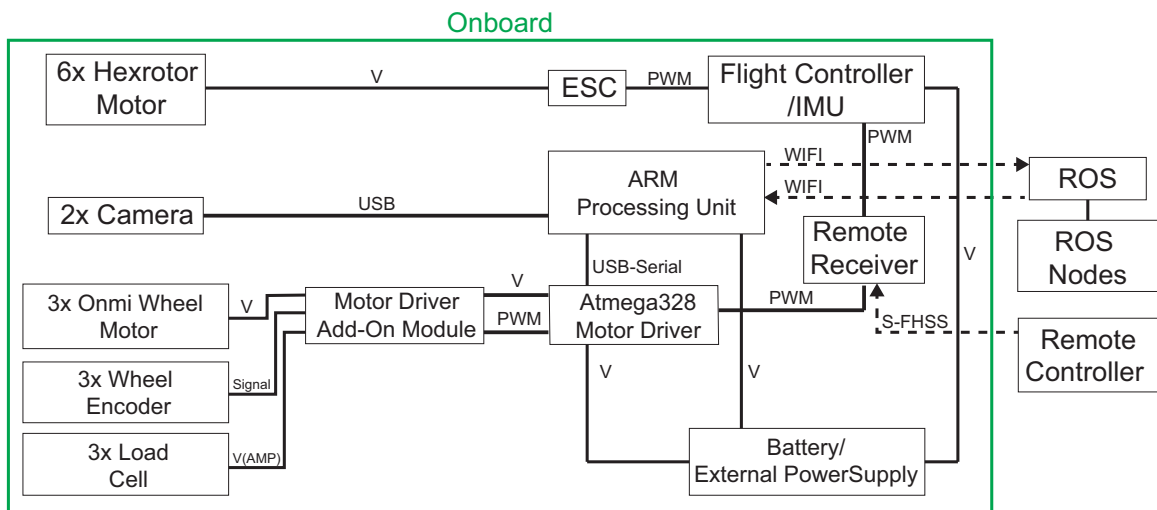 Onboard
6x Hexrotor
Motor
V
ESC
PWM
Flight Controller
/IMU
PWM
WIFI
WIFI
ARM
Processing Unit
ROS
2x Camera
USB
ROS
Nodes
Remote
Receiver
V
USB-Serial
3x Onmi Wheel
Motor
V
Motor Driver
Add-On Module
V
PWM
Atmega328
Motor Driver
PWM
S-FHSS
Remote
Controller
3x Wheel
Encoder
Signal
V
V
3x Load
Cell
V(AMP)
Battery/
External PowerSupply